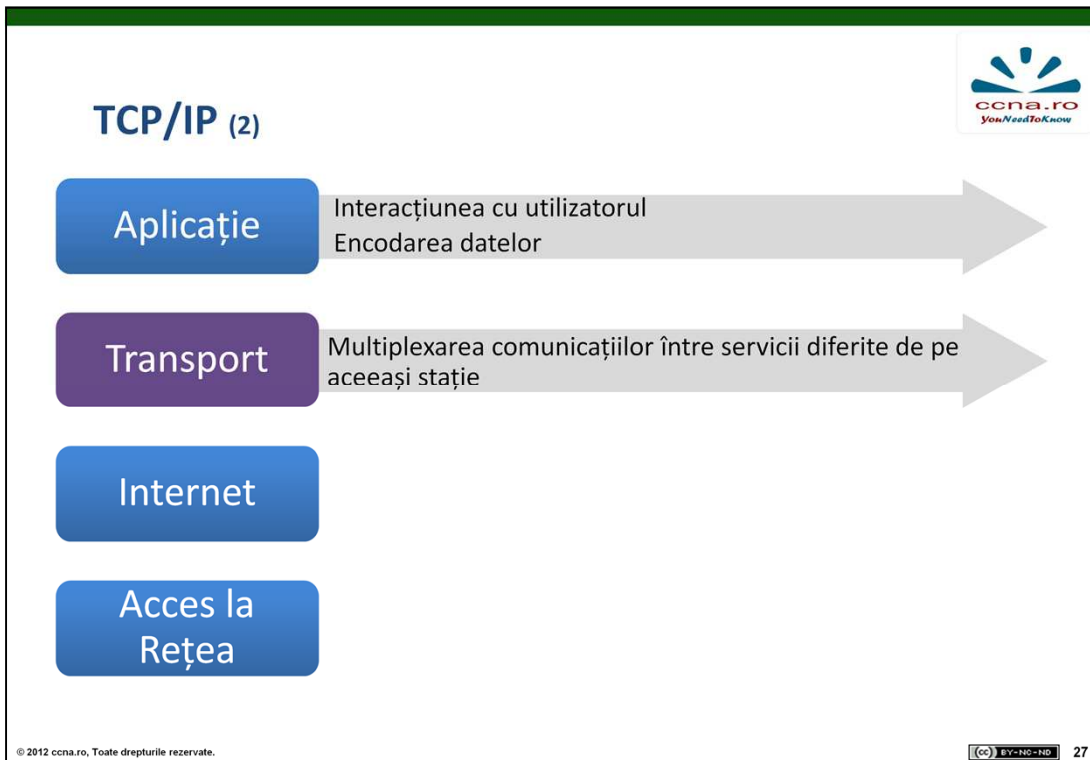 ccna.ro
YouNeedToKnow
TCP/IP (2)
Aplicație
Interacțiunea cu utilizatorul
Encodarea datelor
Transport
Multiplexarea comunicațiilor între servicii diferite de pe
aceeași stație
Internet
Acces la
Rețea
© 2012 ccna.ro, Toate drepturile rezervate.
(cc) BY-NC-ND
27